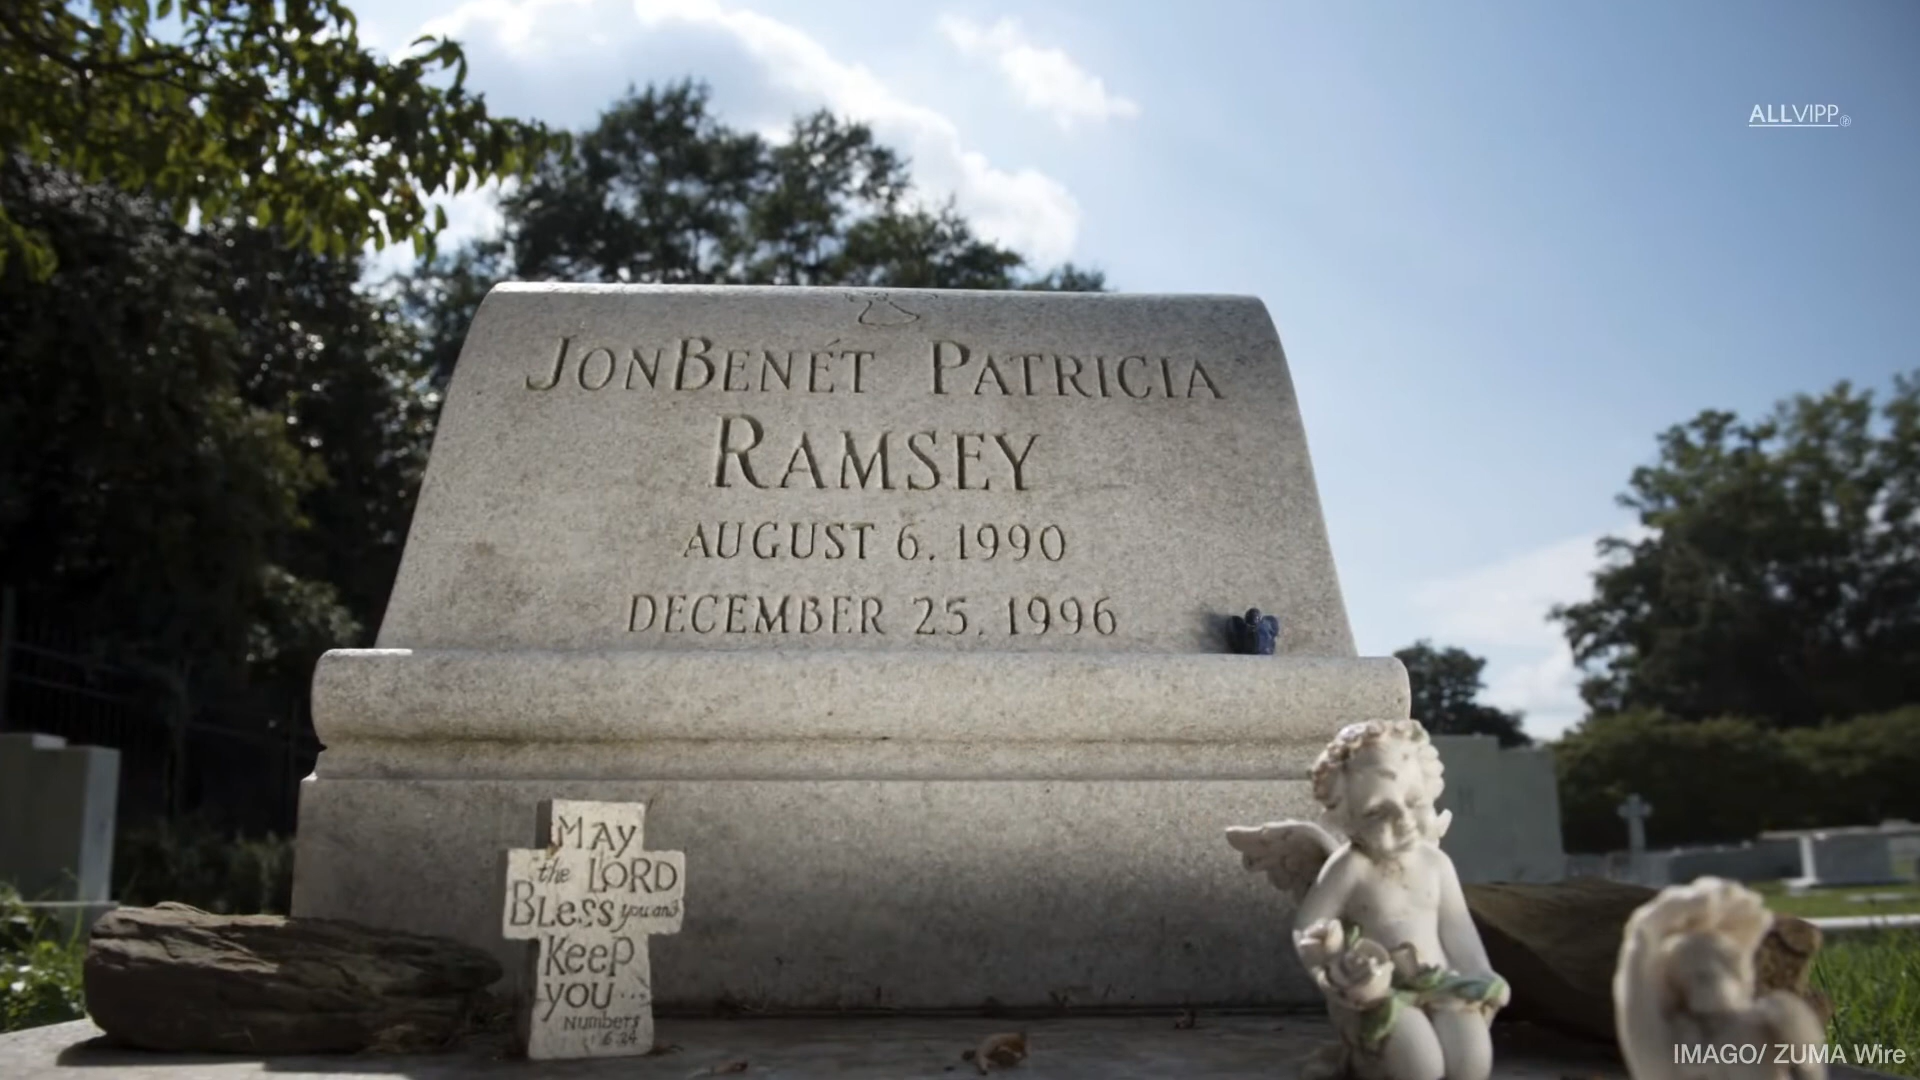 ALLVIPP
JonBenét Patricia
Ramsey
August 6, 1990
December 25, 1996
May
the Lord
Bless you and
Keep
you...
Numbers
6:24
IMAGO/ ZUMA Wire